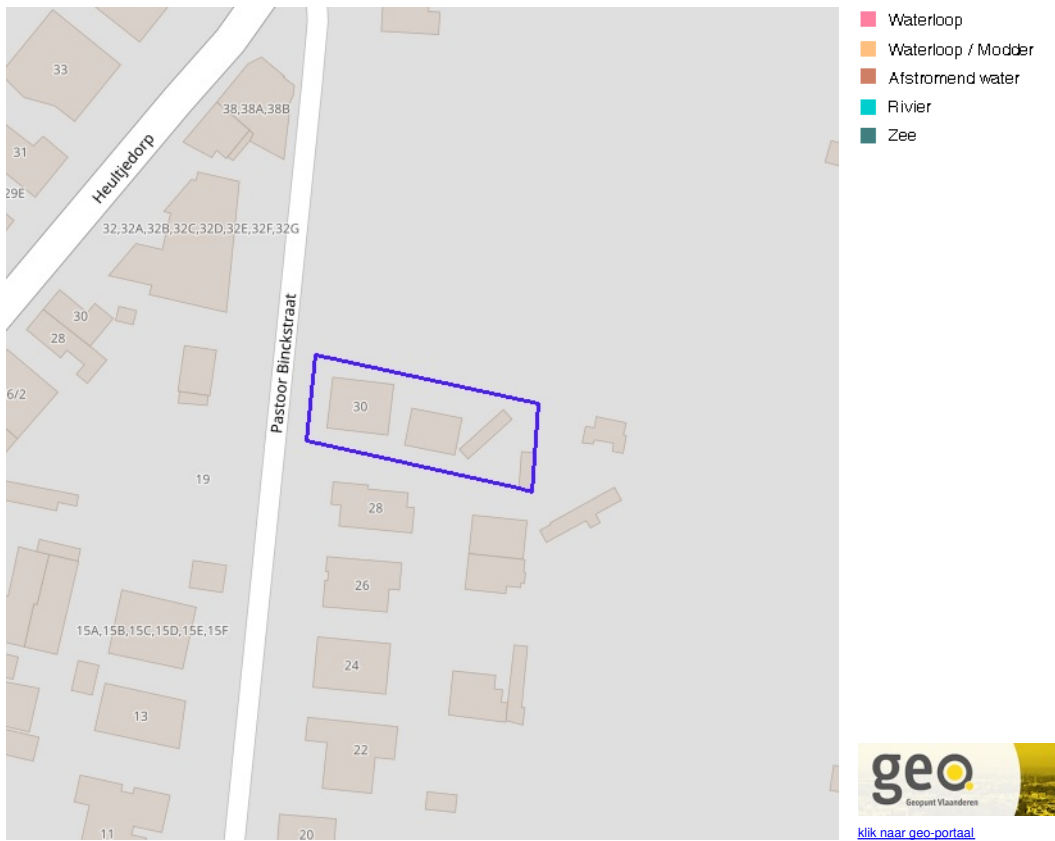 33
38,38A,38B
31
29E
Heultjedorp
32,32A,32B,32C,32D,32E,32F,32G
30
28
Pastoor Binckstraat
6/2
30
19
28
26
15A,15B,15C,15D,15E,15F
24
13
22
11
20
Waterloop
Waterloop / Modder
Afstromend water
Rivier
Zee
geo
Geopunt Vlaanderen
klik naar geo-portaal